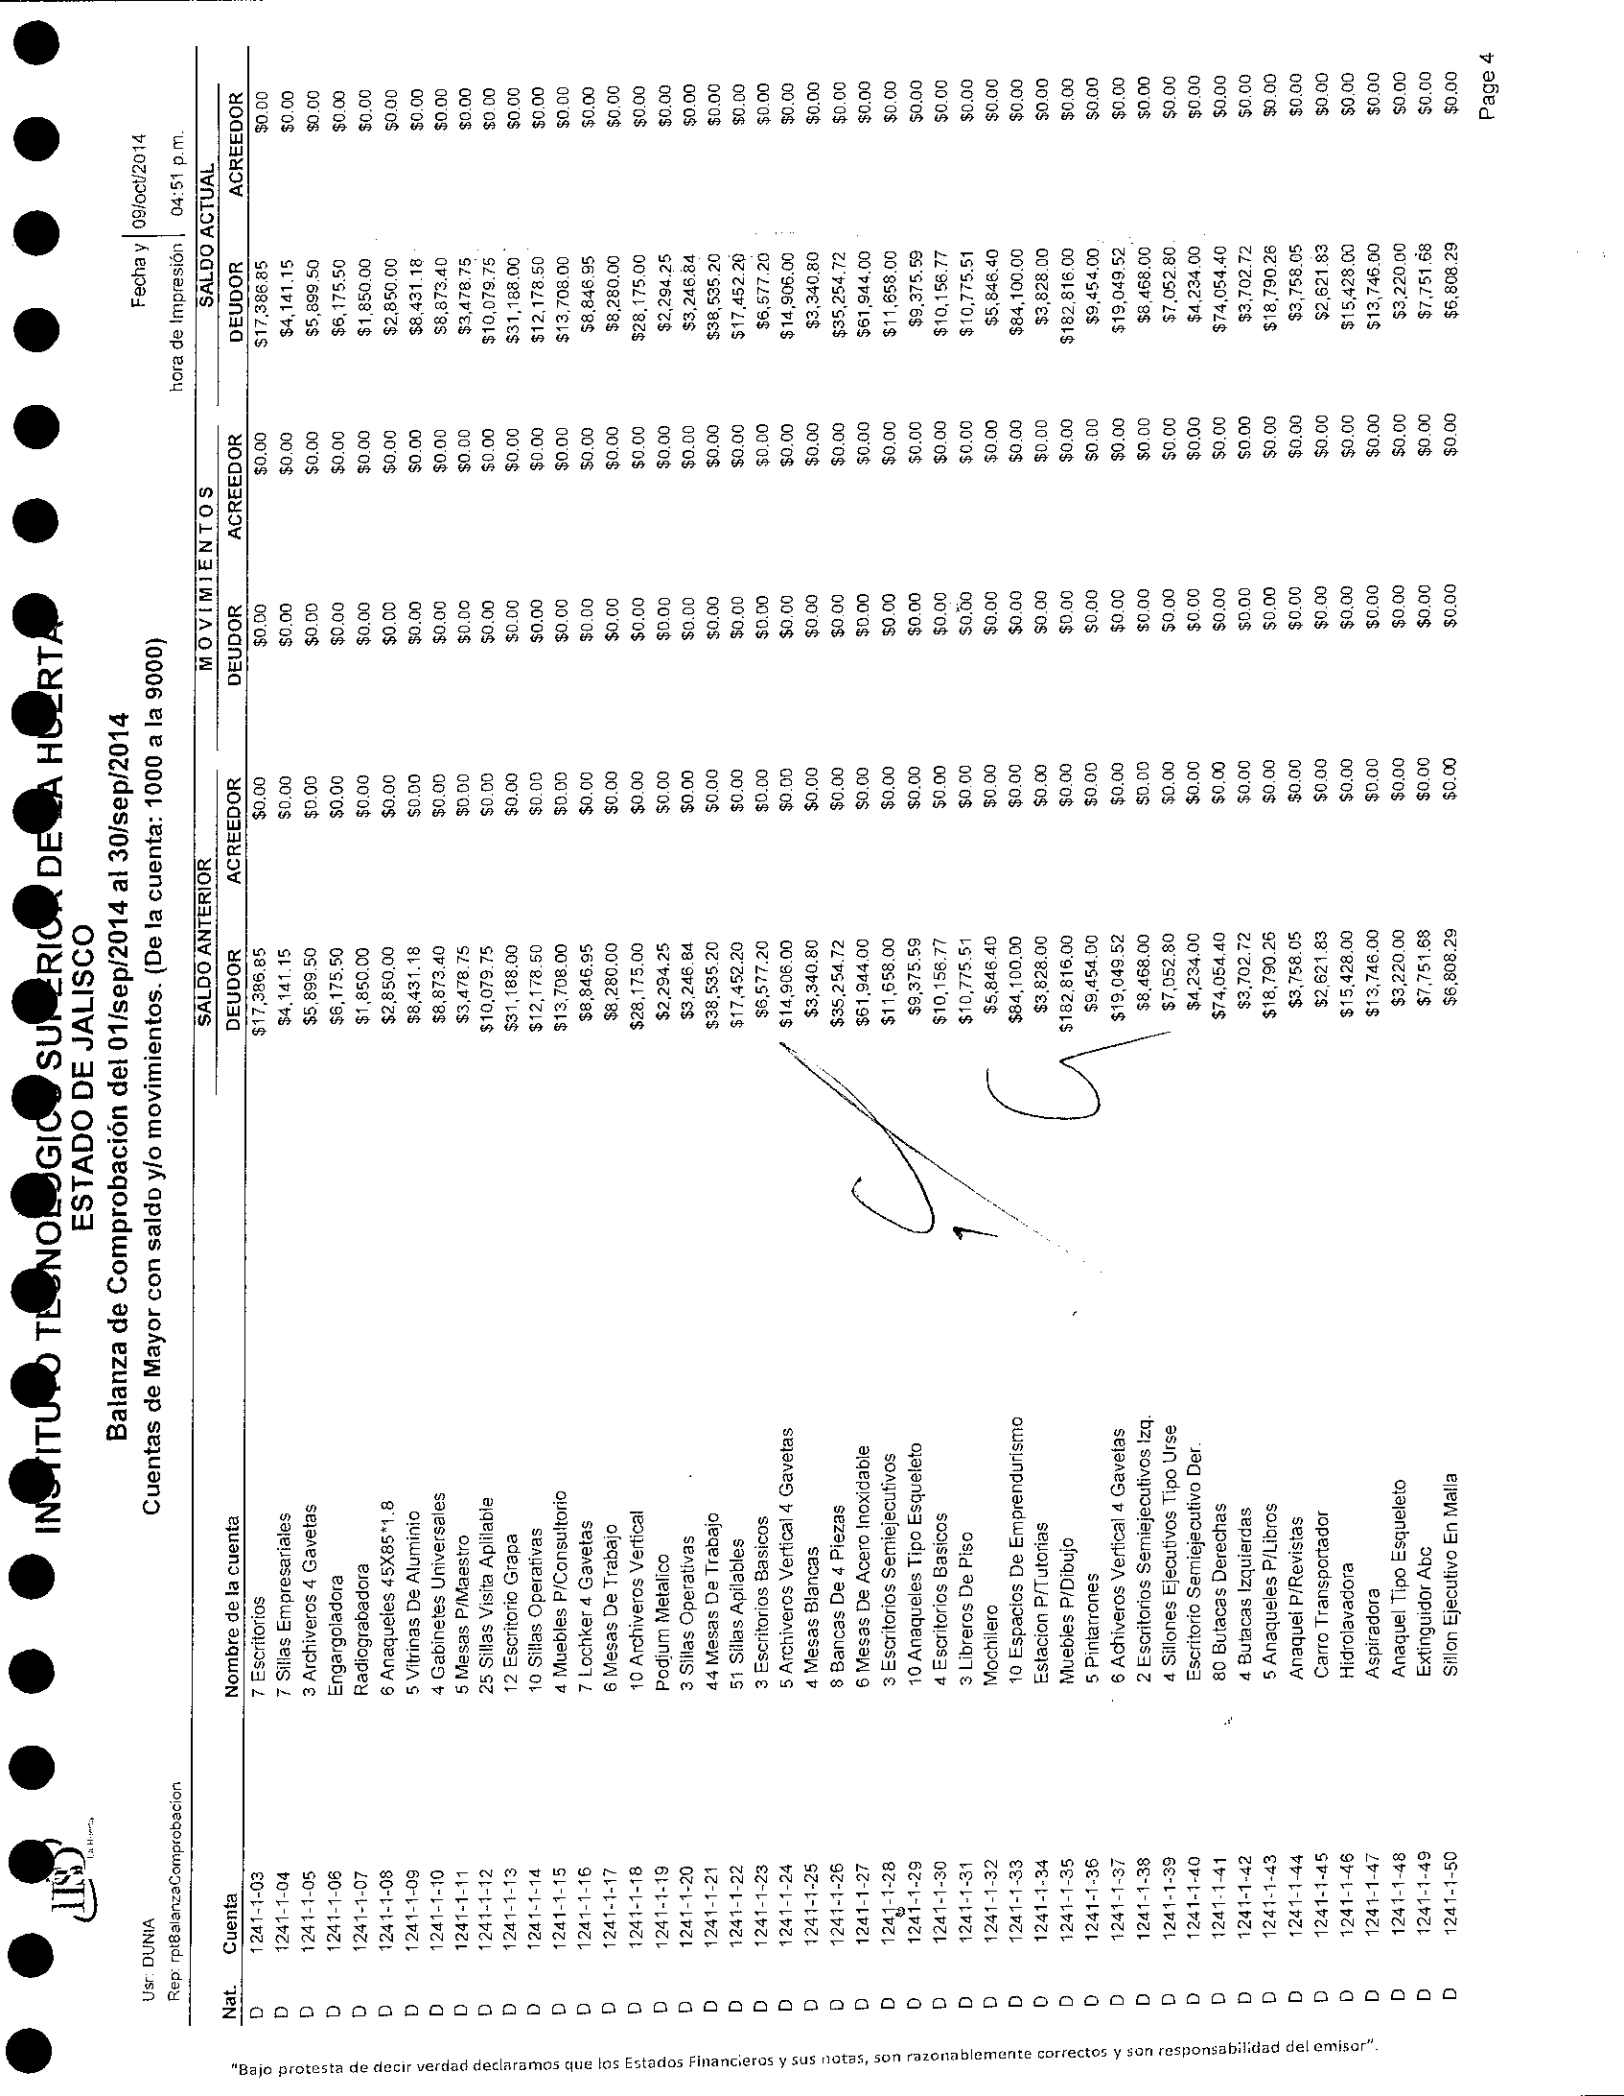 INSTITUTO TECNOLOGICO SUPERIOR DE LA HUERTA
ESTADO DE JALISCO
Balanza de Comprobación del 01/sep/2014 al 30/sep/2014
Cuentas de Mayor con saldo y/o movimientos. (De la cuenta: 1000 a la 9000)
La Huerta
Usr: DUNIA
Rep: rptBalanzaComprobacion
Fecha y 09/oct/2014
hora de Impresión 04:51 p.m.
SALDO ANTERIOR MOVIMIENTOS SALDO ACTUAL
Nat. Cuenta Nombre de la cuenta DEUDOR ACREEDOR DEUDOR ACREEDOR DEUDOR ACREEDOR
D 1241-1-03 7 Escritorios $17,386.85 $0.00 $0.00 $0.00 $17,386.85 $0.00
D 1241-1-04 7 Sillas Empresariales $4,141.15 $0.00 $0.00 $0.00 $4,141.15 $0.00
D 1241-1-05 3 Archiveros 4 Gavetas $5,899.50 $0.00 $0.00 $0.00 $5,899.50 $0.00
D 1241-1-06 Engargoladora $6,175.50 $0.00 $0.00 $0.00 $6,175.50 $0.00
D 1241-1-07 Radiograbadora $1,850.00 $0.00 $0.00 $0.00 $1,850.00 $0.00
D 1241-1-08 6 Anaqueles 45X85*1.8 $2,850.00 $0.00 $0.00 $0.00 $2,850.00 $0.00
D 1241-1-09 5 Vitrinas De Aluminio $8,431.18 $0.00 $0.00 $0.00 $8,431.18 $0.00
D 1241-1-10 4 Gabinetes Universales $8,873.40 $0.00 $0.00 $0.00 $8,873.40 $0.00
D 1241-1-11 5 Mesas P/Maestro $3,478.75 $0.00 $0.00 $0.00 $3,478.75 $0.00
D 1241-1-12 25 Sillas Visita Aplilable $10,079.75 $0.00 $0.00 $0.00 $10,079.75 $0.00
D 1241-1-13 12 Escritorio Grapa $31,188.00 $0.00 $0.00 $0.00 $31,188.00 $0.00
D 1241-1-14 10 Sillas Operativas $12,178.50 $0.00 $0.00 $0.00 $12,178.50 $0.00
D 1241-1-15 4 Muebles P/Consultorio $13,708.00 $0.00 $0.00 $0.00 $13,708.00 $0.00
D 1241-1-16 7 Lochker 4 Gavetas $8,846.95 $0.00 $0.00 $0.00 $8,846.95 $0.00
D 1241-1-17 6 Mesas De Trabajo $8,280.00 $0.00 $0.00 $0.00 $8,280.00 $0.00
D 1241-1-18 10 Archiveros Vertical $28,175.00 $0.00 $0.00 $0.00 $28,175.00 $0.00
D 1241-1-19 Podjum Metalico $2,294.25 $0.00 $0.00 $0.00 $2,294.25 $0.00
D 1241-1-20 3 Sillas Operativas $3,246.84 $0.00 $0.00 $0.00 $3,246.84 $0.00
D 1241-1-21 44 Mesas De Trabajo $38,535.20 $0.00 $0.00 $0.00 $38,535.20 $0.00
D 1241-1-22 51 Sillas Apilables $17,452.20 $0.00 $0.00 $0.00 $17,452.20 $0.00
D 1241-1-23 3 Escritorios Basicos $6,577.20 $0.00 $0.00 $0.00 $6,577.20 $0.00
D 1241-1-24 5 Archiveros Vertical 4 Gavetas $14,906.00 $0.00 $0.00 $0.00 $14,906.00 $0.00
D 1241-1-25 4 Mesas Blancas $3,340.80 $0.00 $0.00 $0.00 $3,340.80 $0.00
D 1241-1-26 8 Bancas De 4 Piezas $35,254.72 $0.00 $0.00 $0.00 $35,254.72 $0.00
D 1241-1-27 6 Mesas De Acero Inoxidable $61,944.00 $0.00 $0.00 $0.00 $61,944.00 $0.00
D 1241-1-28 3 Escritorios Semiejecutivos $11,658.00 $0.00 $0.00 $0.00 $11,658.00 $0.00
D 1241-1-29 10 Anaqueles Tipo Esqueleto $9,375.59 $0.00 $0.00 $0.00 $9,375.59 $0.00
D 1241-1-30 4 Escritorios Basicos $10,156.77 $0.00 $0.00 $0.00 $10,156.77 $0.00
D 1241-1-31 3 Libreros De Piso $10,775.51 $0.00 $0.00 $0.00 $10,775.51 $0.00
D 1241-1-32 Mochilero $5,846.40 $0.00 $0.00 $0.00 $5,846.40 $0.00
D 1241-1-33 10 Espacios De Emprendurismo $84,100.00 $0.00 $0.00 $0.00 $84,100.00 $0.00
D 1241-1-34 Estacion P/Tutorias $3,828.00 $0.00 $0.00 $0.00 $3,828.00 $0.00
D 1241-1-35 Muebles P/Dibujo $182,816.00 $0.00 $0.00 $0.00 $182,816.00 $0.00
D 1241-1-36 5 Pintarrones $9,454.00 $0.00 $0.00 $0.00 $9,454.00 $0.00
D 1241-1-37 6 Achiveros Vertical 4 Gavetas $19,049.52 $0.00 $0.00 $0.00 $19,049.52 $0.00
D 1241-1-38 2 Escritorios Semiejecutivos Izq. $8,468.00 $0.00 $0.00 $0.00 $8,468.00 $0.00
D 1241-1-39 4 Sillones Ejecutivos Tipo Urse $7,052.80 $0.00 $0.00 $0.00 $7,052.80 $0.00
D 1241-1-40 Escritorio Semiejecutivo Der. $4,234.00 $0.00 $0.00 $0.00 $4,234.00 $0.00
D 1241-1-41 80 Butacas Derechas $74,054.40 $0.00 $0.00 $0.00 $74,054.40 $0.00
D 1241-1-42 4 Butacas Izquierdas $3,702.72 $0.00 $0.00 $0.00 $3,702.72 $0.00
D 1241-1-43 5 Anaqueles P/Libros $18,790.26 $0.00 $0.00 $0.00 $18,790.26 $0.00
D 1241-1-44 Anaquel P/Revistas $3,758.05 $0.00 $0.00 $0.00 $3,758.05 $0.00
D 1241-1-45 Carro Transportador $2,621.83 $0.00 $0.00 $0.00 $2,621.83 $0.00
D 1241-1-46 Hidrolavadora $15,428.00 $0.00 $0.00 $0.00 $15,428.00 $0.00
D 1241-1-47 Aspiradora $13,746.00 $0.00 $0.00 $0.00 $13,746.00 $0.00
D 1241-1-48 Anaquel Tipo Esqueleto $3,220.00 $0.00 $0.00 $0.00 $3,220.00 $0.00
D 1241-1-49 Extinguidor Abc $7,751.68 $0.00 $0.00 $0.00 $7,751.68 $0.00
D 1241-1-50 Sillon Ejecutivo En Malla $6,808.29 $0.00 $0.00 $0.00 $6,808.29 $0.00
Page 4
"Bajo protesta de decir verdad declaramos que los Estados Financieros y sus notas, son razonablemente correctos y son responsabilidad del emisor".